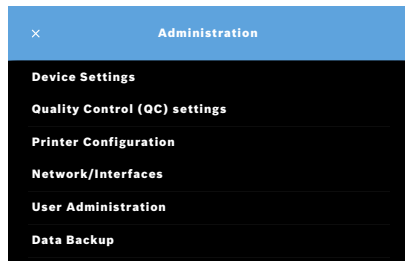 × Administration
Device Settings
Quality Control (QC) settings
Printer Configuration
Network/Interfaces
User Administration
Data Backup